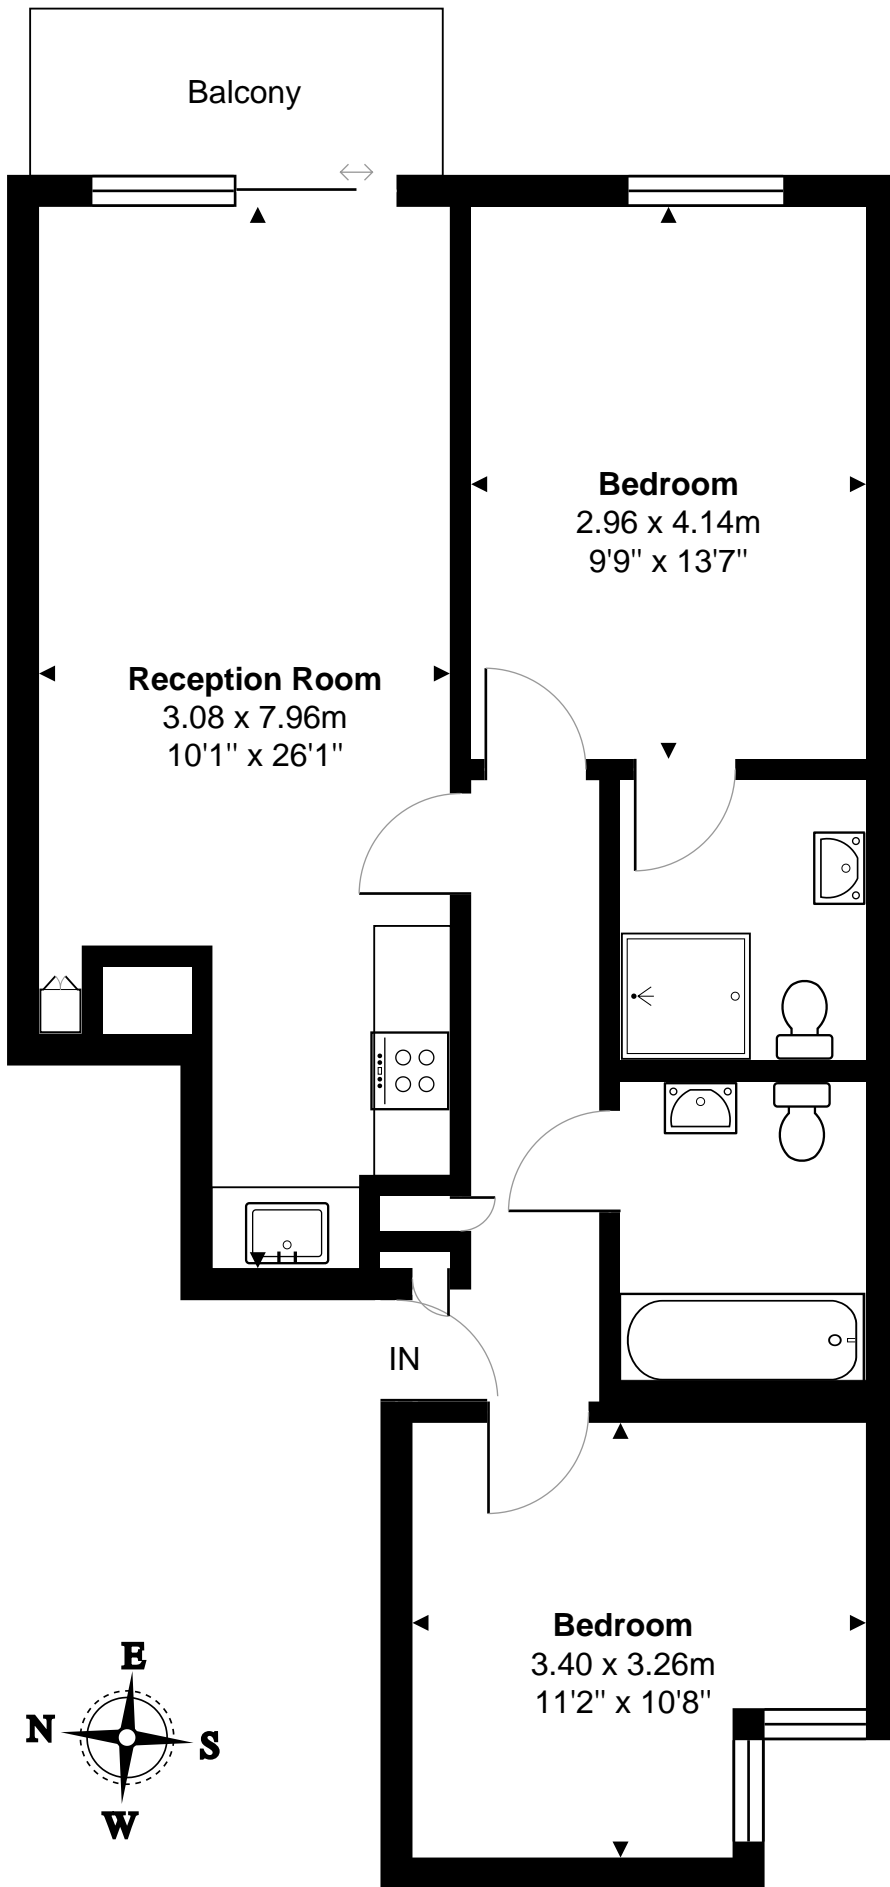 Balcony
Bedroom
2.96 x 4.14m
9'9" x 13'7"
Reception Room
3.08 x 7.96m
10'1" x 26'1"
IN
Bedroom
3.40 x 3.26m
11'2" x 10'8"
E
N
S
W